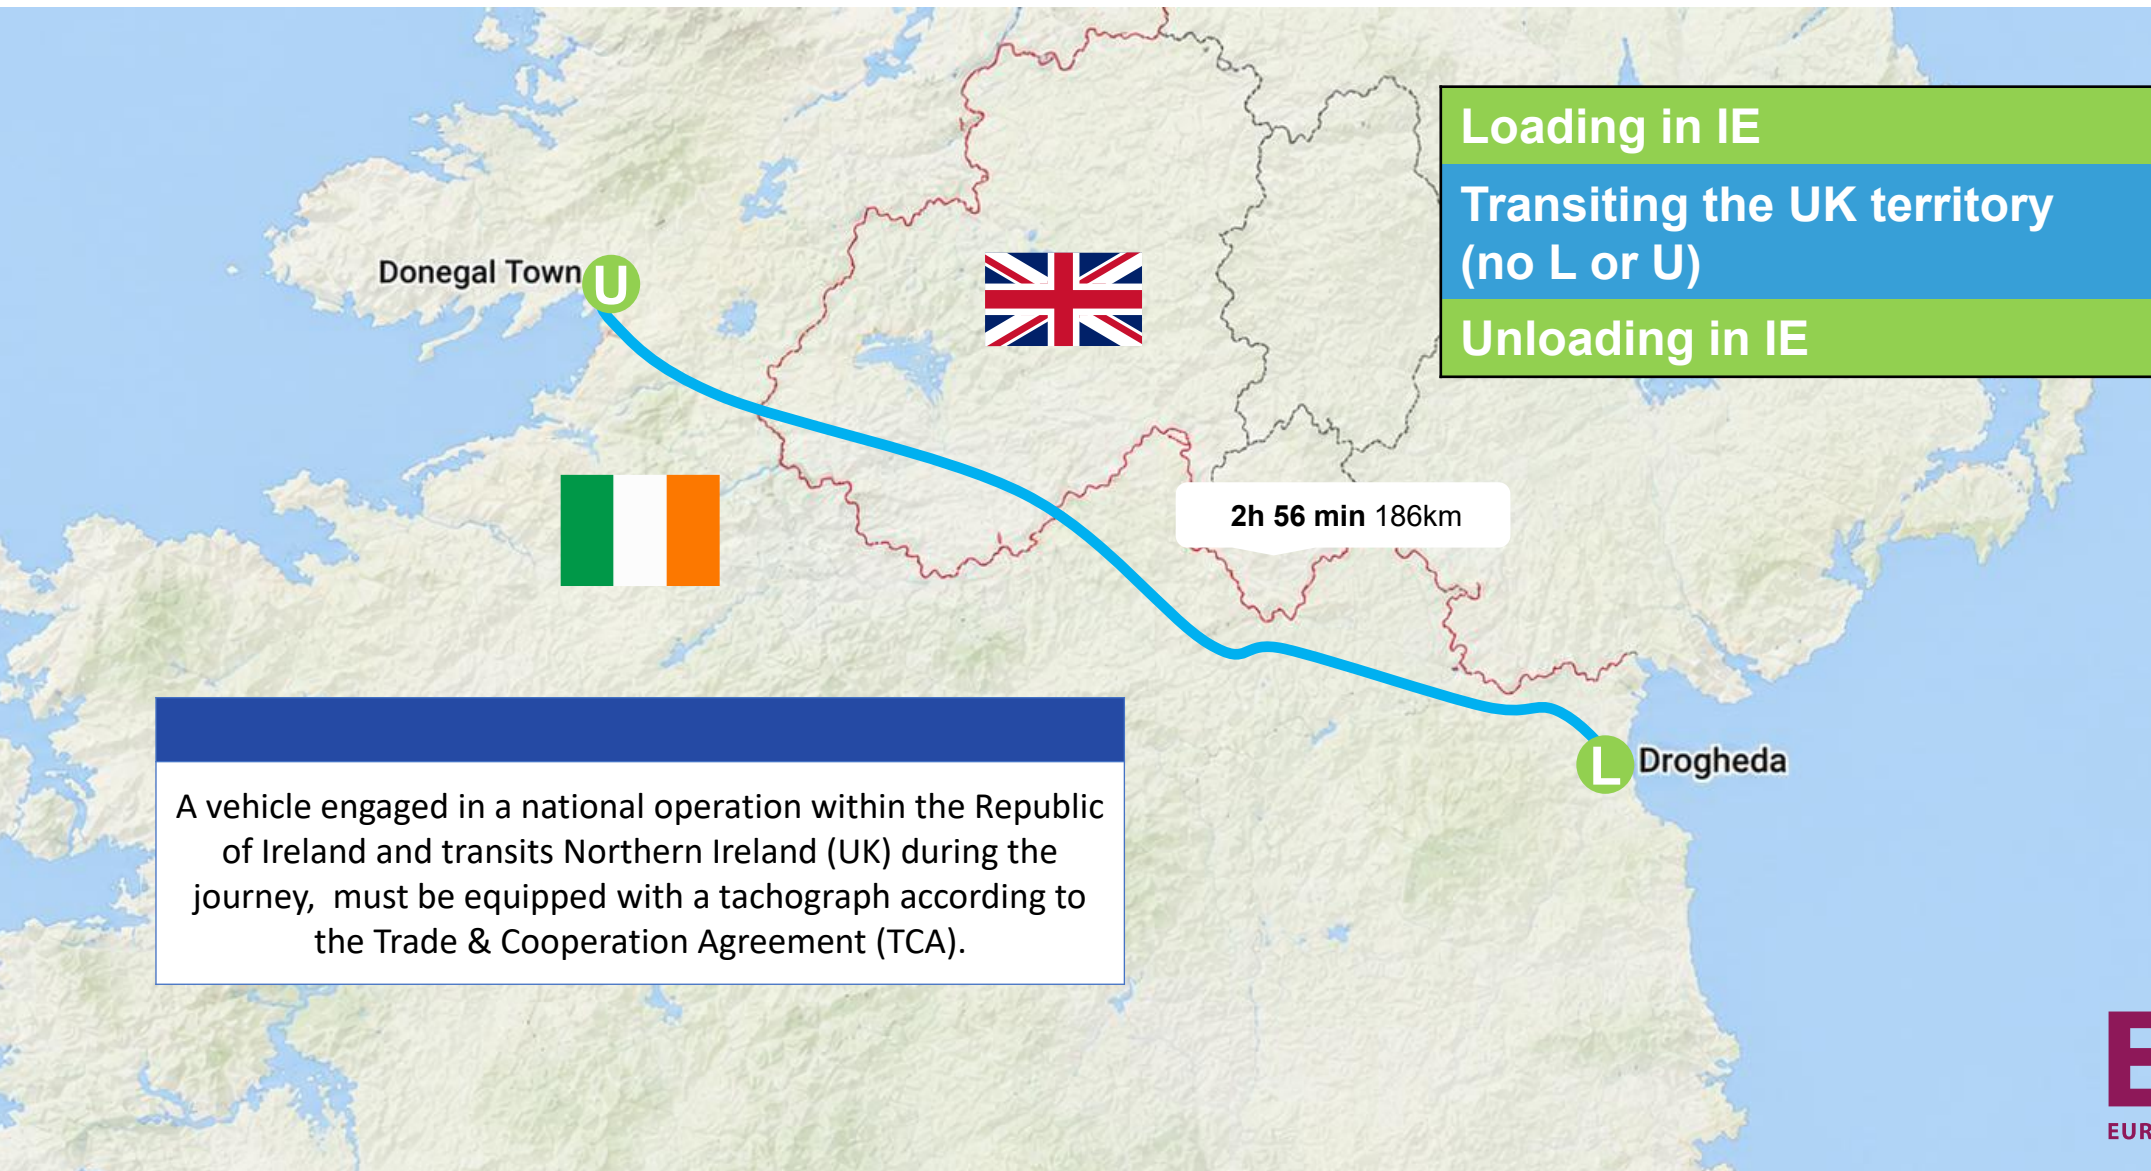 Loading in IE
Transiting the UK territory
(no L or U)
Unloading in IE
Donegal Town
U
2h 56 min 186km
L
Drogheda
A vehicle engaged in a national operation within the Republic
of Ireland and transits Northern Ireland (UK) during the
journey,  must be equipped with a tachograph according to
the Trade & Cooperation Agreement (TCA).
E
EUR